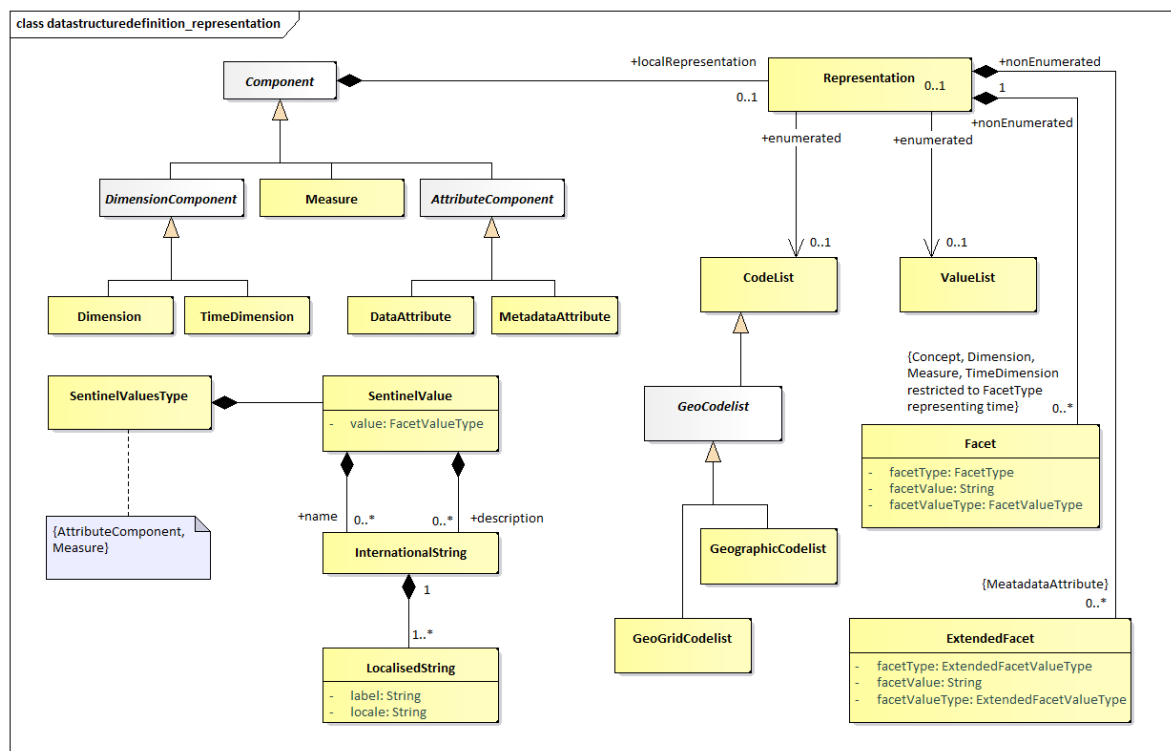 class datastructuredefinition_representation
Component
+localRepresentation
0..1
Representation
0..1
+nonEnumerated
1
+nonEnumerated
+enumerated
+enumerated
DimensionComponent
Measure
AttributeComponent
0..1
0..1
CodeList
ValueList
Dimension
TimeDimension
DataAttribute
MetadataAttribute
{Concept, Dimension,
Measure, TimeDimension
restricted to FacetType
representing time}
0..*
SentinelValuesType
SentinelValue
- value: FacetValueType
GeoCodelist
Facet
- facetType: FacetType
- facetValue: String
- facetValueType: FacetValueType
+name
0..*
0..*
+description
{AttributeComponent,
Measure}
InternationalString
1
GeographicCodelist
{MeatadataAttribute}
0..*
1..*
GeoGridCodelist
ExtendedFacet
- facetType: ExtendedFacetValueType
- facetValue: String
- facetValueType: ExtendedFacetValueType
LocalisedString
- label: String
- locale: String